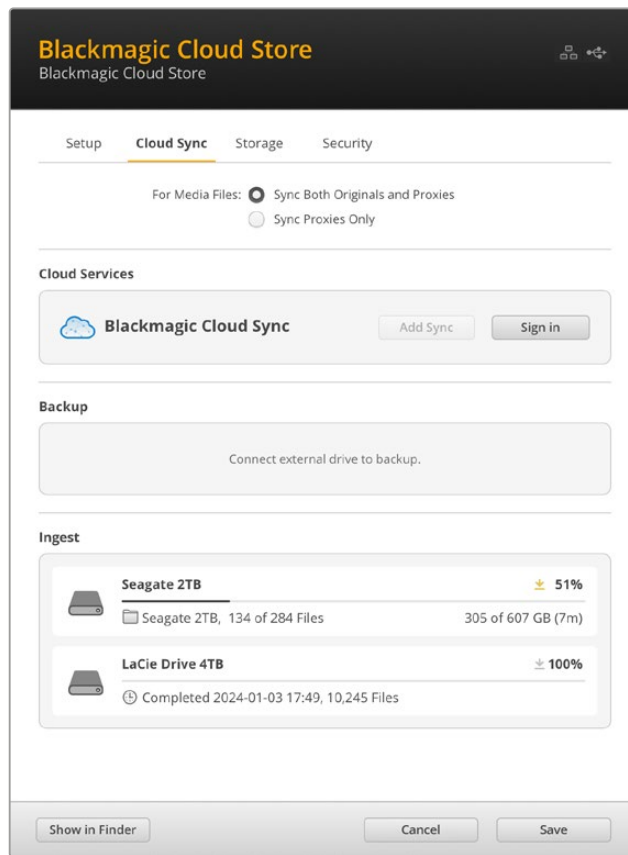 Blackmagic Cloud Store
Blackmagic Cloud Store
Setup Cloud Sync Storage Security
For Media Files: Sync Both Originals and Proxies
Sync Proxies Only
Cloud Services
Blackmagic Cloud Sync Add Sync Sign in
Backup
Connect external drive to backup.
Ingest
Seagate 2TB 51%
Seagate 2TB, 134 of 284 Files 305 of 607 GB (7m)
LaCie Drive 4TB 100%
Completed 2024-01-03 17:49, 10,245 Files
Show in Finder Cancel Save